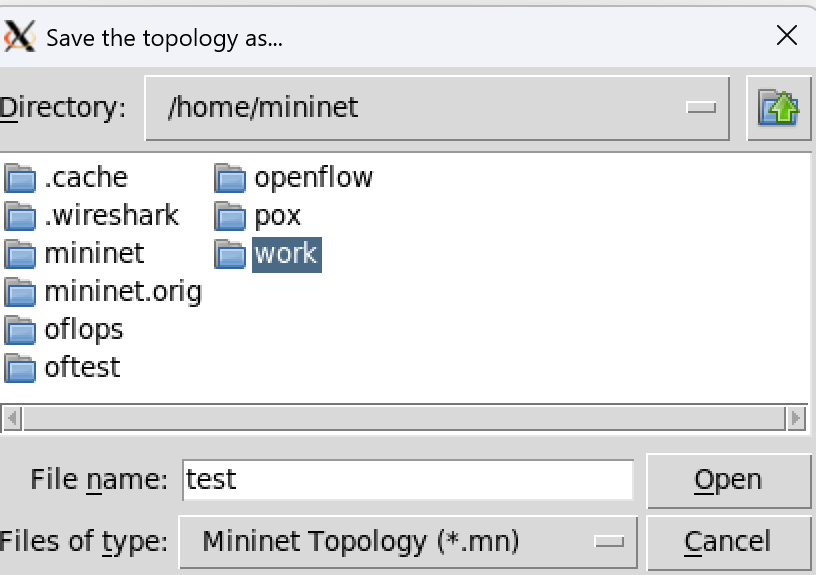 Save the topology as...
Directory: /home/mininet
.cache openflow
.wireshark pox
mininet work
mininet.orig
oflops
oftest
File name: test Open
Files of type: Mininet Topology (*.mn) Cancel